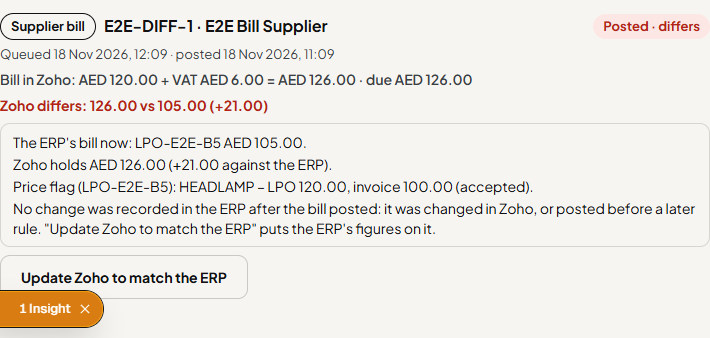 Supplier bill E2E-DIFF-1 · E2E Bill Supplier Posted · differs
Queued 18 Nov 2026, 12:09 · posted 18 Nov 2026, 11:09
Bill in Zoho: AED 120.00 + VAT AED 6.00 = AED 126.00 · due AED 126.00
Zoho differs: 126.00 vs 105.00 (+21.00)
The ERP's bill now: LPO-E2E-B5 AED 105.00.
Zoho holds AED 126.00 (+21.00 against the ERP).
Price flag (LPO-E2E-B5): HEADLAMP – LPO 120.00, invoice 100.00 (accepted).
No change was recorded in the ERP after the bill posted: it was changed in Zoho, or posted before a later
rule. "Update Zoho to match the ERP" puts the ERP's figures on it.
Update Zoho to match the ERP
1 Insight ×